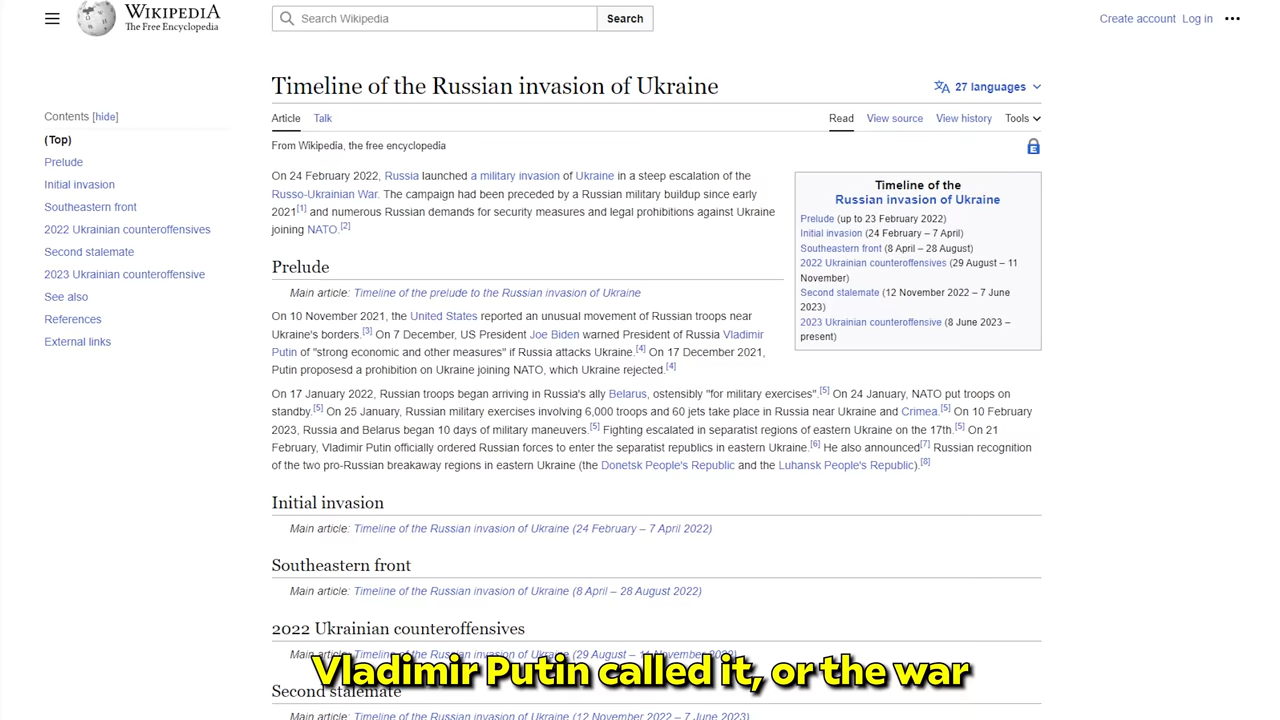 WIKIPEDIA
The Free Encyclopedia
Search Wikipedia
Search
Create account Log in
Timeline of the Russian invasion of Ukraine
27 languages
Contents [hide]
(Top)
Prelude
Initial invasion
Southeastern front
2022 Ukrainian counteroffensives
Second stalemate
2023 Ukrainian counteroffensive
See also
References
External links
Article Talk
Read View source View history Tools
From Wikipedia, the free encyclopedia
On 24 February 2022, Russia launched a military invasion of Ukraine in a steep escalation of the
Russo-Ukrainian War. The campaign had been preceded by a Russian military buildup since early
2021[1] and numerous Russian demands for security measures and legal prohibitions against Ukraine
joining NATO.[2]
Timeline of the
Russian invasion of Ukraine
Prelude (up to 23 February 2022)
Initial invasion (24 February – 7 April)
Southeastern front (8 April – 28 August)
2022 Ukrainian counteroffensives (29 August – 11
November)
Second stalemate (12 November 2022 – 7 June
2023)
2023 Ukrainian counteroffensive (8 June 2023 –
present)
Prelude
Main article: Timeline of the prelude to the Russian invasion of Ukraine
On 10 November 2021, the United States reported an unusual movement of Russian troops near
Ukraine's borders.[3] On 7 December, US President Joe Biden warned President of Russia Vladimir
Putin of "strong economic and other measures" if Russia attacks Ukraine.[4] On 17 December 2021,
Putin proposesd a prohibition on Ukraine joining NATO, which Ukraine rejected.[4]
On 17 January 2022, Russian troops began arriving in Russia's ally Belarus, ostensibly "for military exercises".[5] On 24 January, NATO put troops on
standby.[5] On 25 January, Russian military exercises involving 6,000 troops and 60 jets take place in Russia near Ukraine and Crimea.[5] On 10 February
2023, Russia and Belarus began 10 days of military maneuvers.[5] Fighting escalated in separatist regions of eastern Ukraine on the 17th.[5] On 21
February, Vladimir Putin officially ordered Russian forces to enter the separatist republics in eastern Ukraine.[6] He also announced[7] Russian recognition
of the two pro-Russian breakaway regions in eastern Ukraine (the Donetsk People's Republic and the Luhansk People's Republic).[8]
Initial invasion
Main article: Timeline of the Russian invasion of Ukraine (24 February – 7 April 2022)
Southeastern front
Main article: Timeline of the Russian invasion of Ukraine (8 April – 28 August 2022)
2022 Ukrainian counteroffensives
Main article: Timeline of the Russian invasion of Ukraine (29 August – 11 November 2022)
Vladimir Putin called it, or the war
Second stalemate
Main article: Timeline of the Russian invasion of Ukraine (12 November 2022 – 7 June 2023)